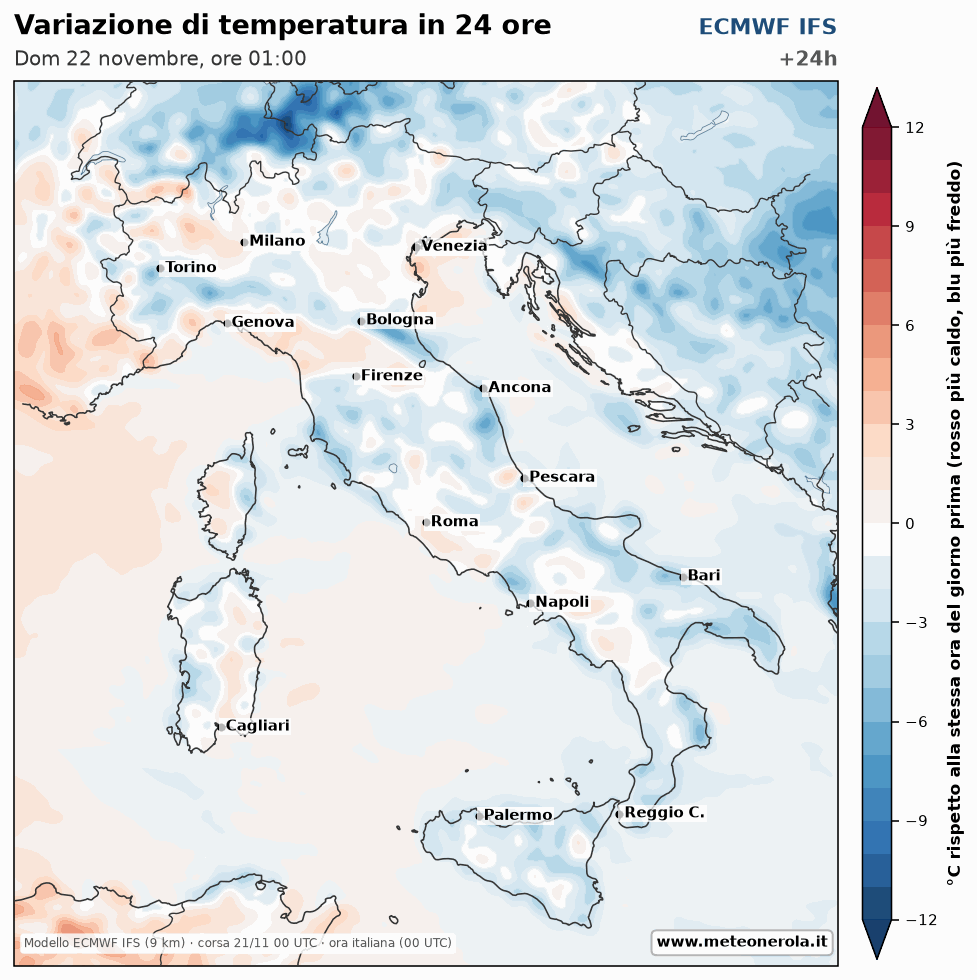 Variazione di temperatura in 24 ore
ECMWF IFS
Dom 22 novembre, ore 01:00
+24h
Milano
Venezia
Torino
Genova
Bologna
Firenze
Ancona
Pescara
Roma
Bari
Napoli
Cagliari
Palermo
Reggio C.
12
9
6
3
0
−3
−6
−9
−12
°C rispetto alla stessa ora del giorno prima (rosso più caldo, blu più freddo)
Modello ECMWF IFS (9 km) · corsa 21/11 00 UTC · ora italiana (00 UTC)
www.meteonerola.it